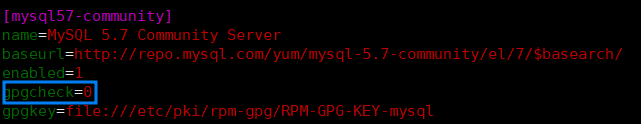 [mysql57-community]
name=MySQL 5.7 Community Server
baseurl=http://repo.mysql.com/yum/mysql-5.7-community/el/7/$basearch/
enabled=1
gpgcheck=0
gpgkey=file:///etc/pki/rpm-gpg/RPM-GPG-KEY-mysql